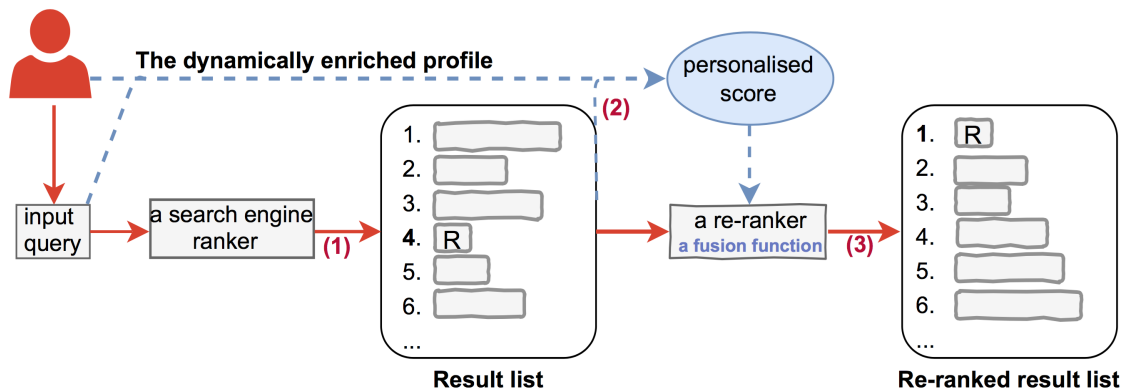 The dynamically enriched profile
personalised
score
input
query
a search engine
ranker
(1)
1.
2.
3.
4.
R
5.
6.
...
Result list
(2)
a re-ranker
a fusion function
(3)
1.
R
2.
3.
4.
5.
6.
...
Re-ranked result list